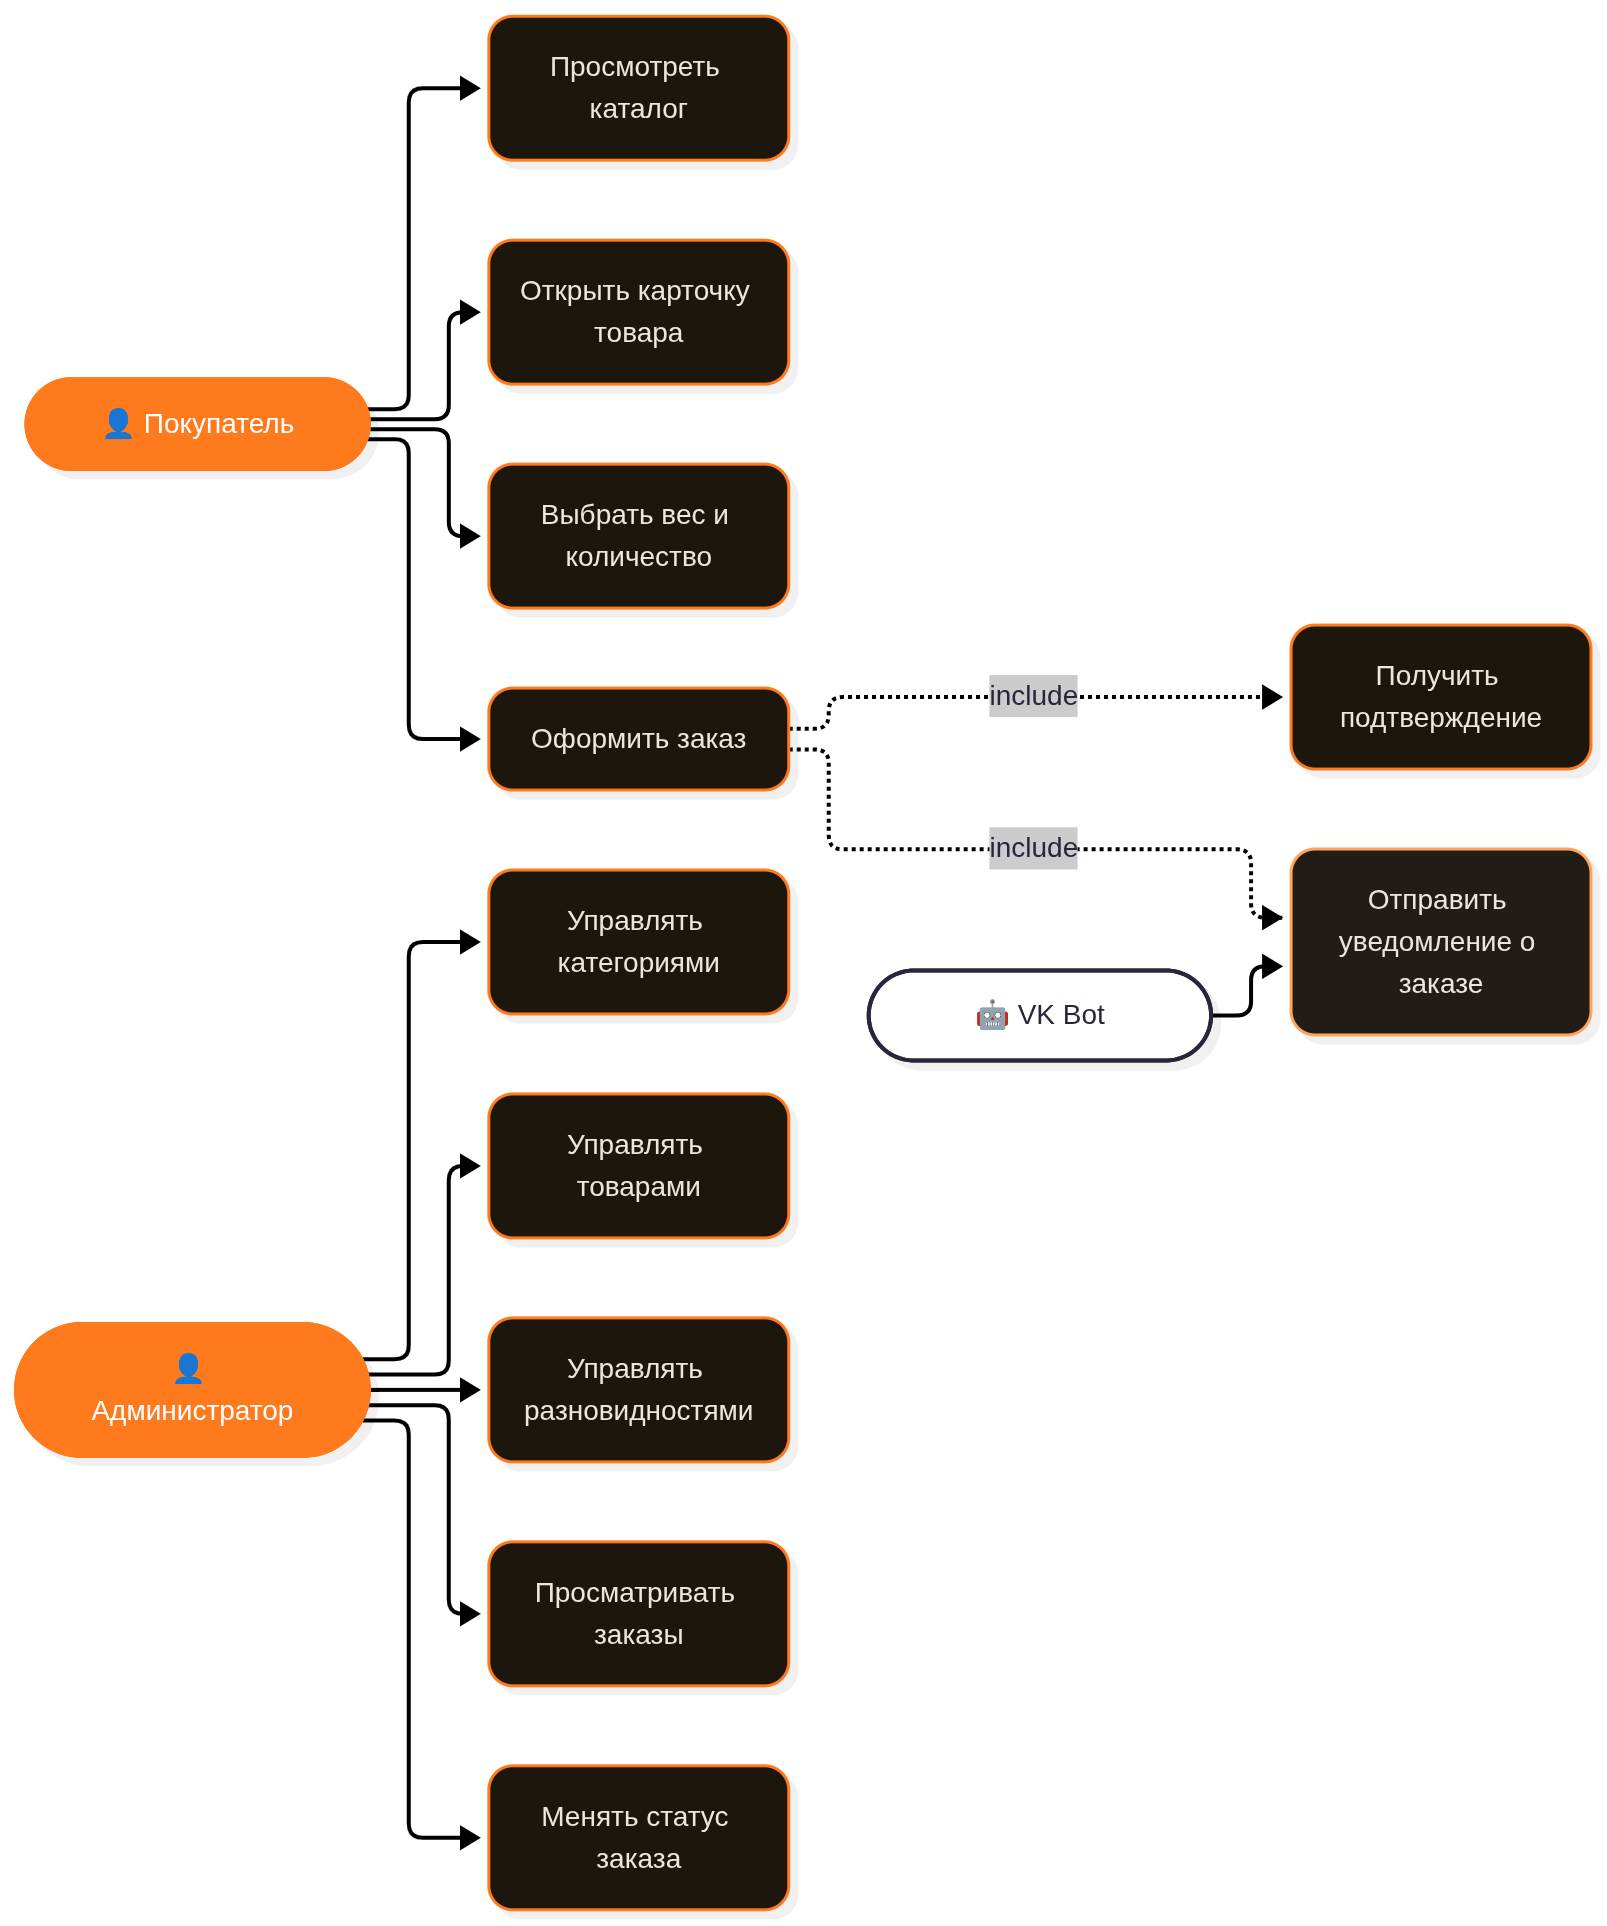 Просмотреть
каталог
Открыть карточку
товара
👤 Покупатель
Выбрать вес и
количество
Оформить заказ
include
Получить
подтверждение
include
Отправить
уведомление о
заказе
🤖 VK Bot
Управлять
категориями
Управлять
товарами
👤
Администратор
Управлять
разновидностями
Просматривать
заказы
Менять статус
заказа